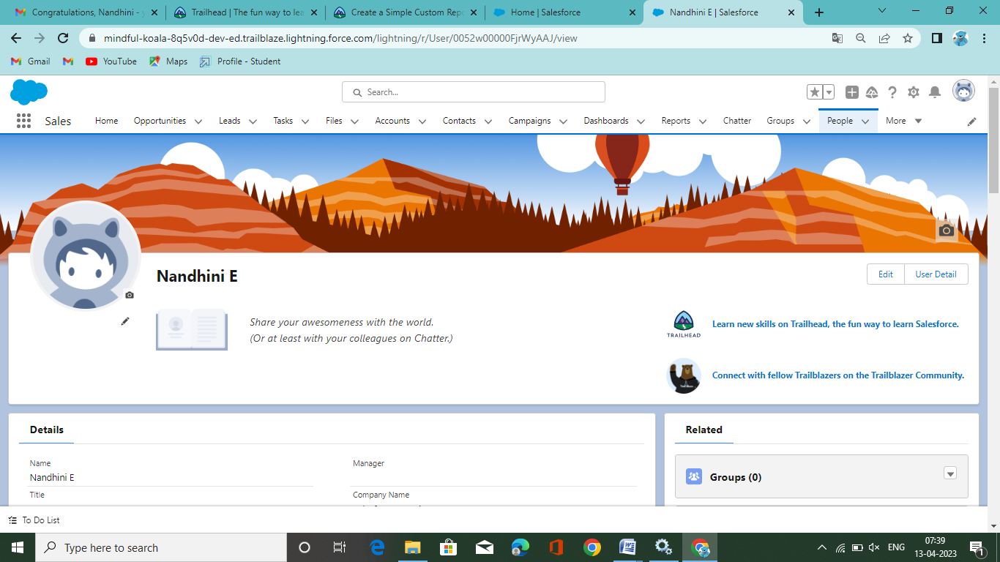 Congratulations, Nandhini -
Trailhead | The fun way to lea
Create a Simple Custom Repo
Home | Salesforce
Nandhini E | Salesforce
mindful-koala-8q5v0d-dev-ed.trailblaze.lightning.force.com/lightning/r/User/0052w00000FjrWyAAJ/view
Gmail
YouTube
Maps
Profile - Student
Search...
Sales
Home
Opportunities
Leads
Tasks
Files
Accounts
Contacts
Campaigns
Dashboards
Reports
Chatter
Groups
People
More
Nandhini E
Edit
User Detail
Share your awesomeness with the world.
(Or at least with your colleagues on Chatter.)
TRAILHEAD
Learn new skills on Trailhead, the fun way to learn Salesforce.
Connect with fellow Trailblazers on the Trailblazer Community.
Details
Related
Name
Nandhini E
Manager
Groups (0)
Title
Company Name
To Do List
Type here to search
ENG
07:39
13-04-2023
1